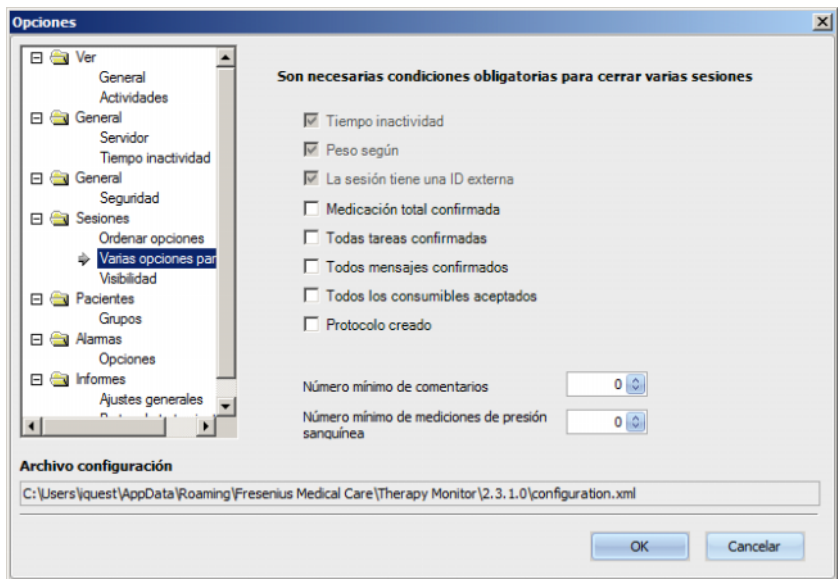 Opciones
Ver
General
Actividades
General
Servidor
Tiempo inactividad
General
Seguridad
Sesiones
Ordenar opciones
Varias opciones par
Visibilidad
Pacientes
Grupos
Alarmas
Opciones
Informes
Ajustes generales
Son necesarias condiciones obligatorias para cerrar varias sesiones
Tiempo inactividad
Peso según
La sesión tiene una ID externa
Medicación total confirmada
Todas tareas confirmadas
Todos mensajes confirmados
Todos los consumibles aceptados
Protocolo creado
Número mínimo de comentarios 0
Número mínimo de mediciones de presión
sanguínea 0
Archivo configuración
C:\Users\iquest\AppData\Roaming\Fresenius Medical Care\Therapy Monitor\2.3.1.0\configuration.xml
OK Cancelar